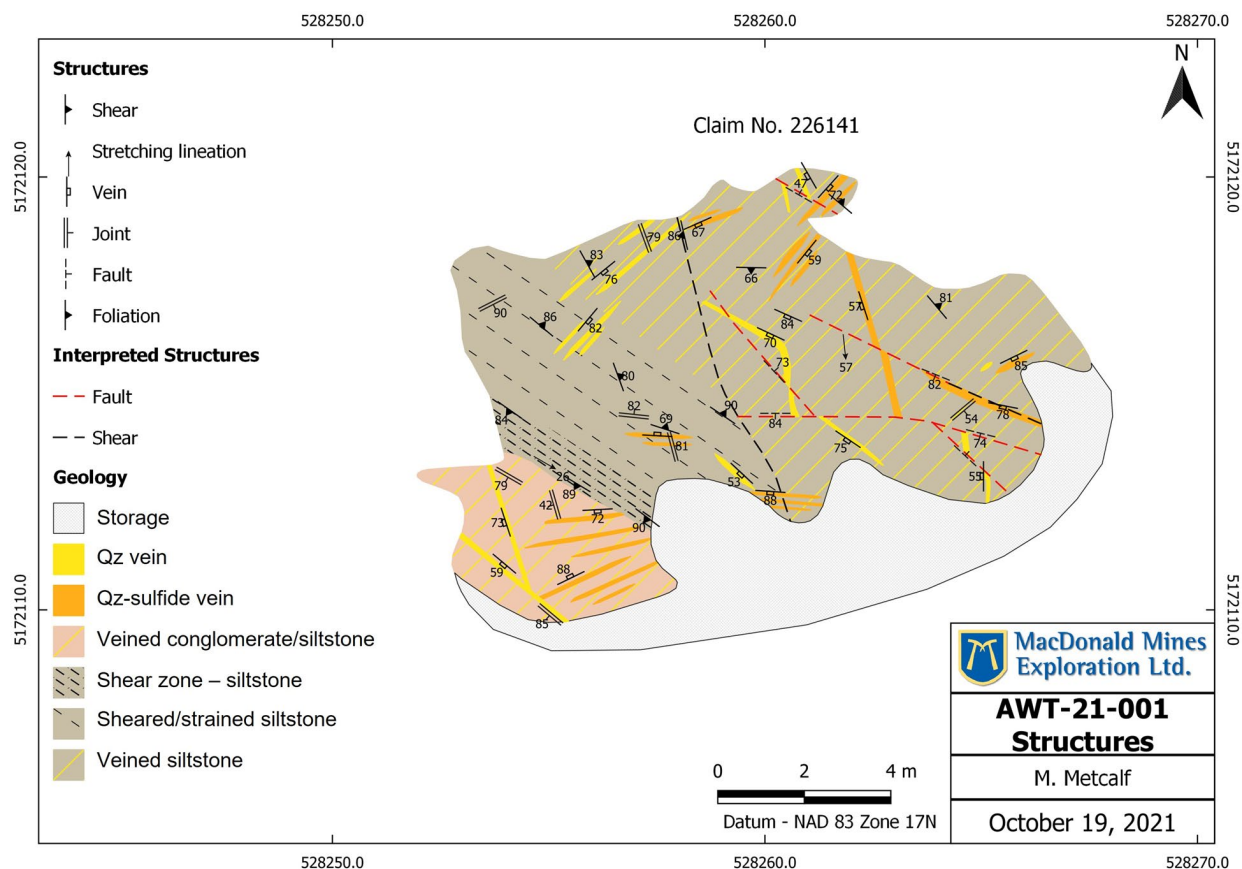 528250.0
528260.0
528270.0
N
Structures
Shear
Stretching lineation
Vein
Joint
Fault
Foliation
Interpreted Structures
Fault
Shear
Geology
Storage
Qz vein
Qz-sulfide vein
Veined conglomerate/siltstone
Shear zone – siltstone
Sheared/strained siltstone
Veined siltstone
5172120.0
5172110.0
Claim No. 226141
47
72
79
86
67
83
76
59
66
90
86
82
84
57
81
70
73
57
85
80
82
82
69
90
84
84
54
78
81
75
74
79
26
89
53
88
55
42
73
72
90
59
88
85
5172120.0
5172110.0
0 2 4 m
Datum - NAD 83 Zone 17N
MacDonald Mines
Exploration Ltd.
AWT-21-001
Structures
M. Metcalf
October 19, 2021
528250.0
528260.0
528270.0